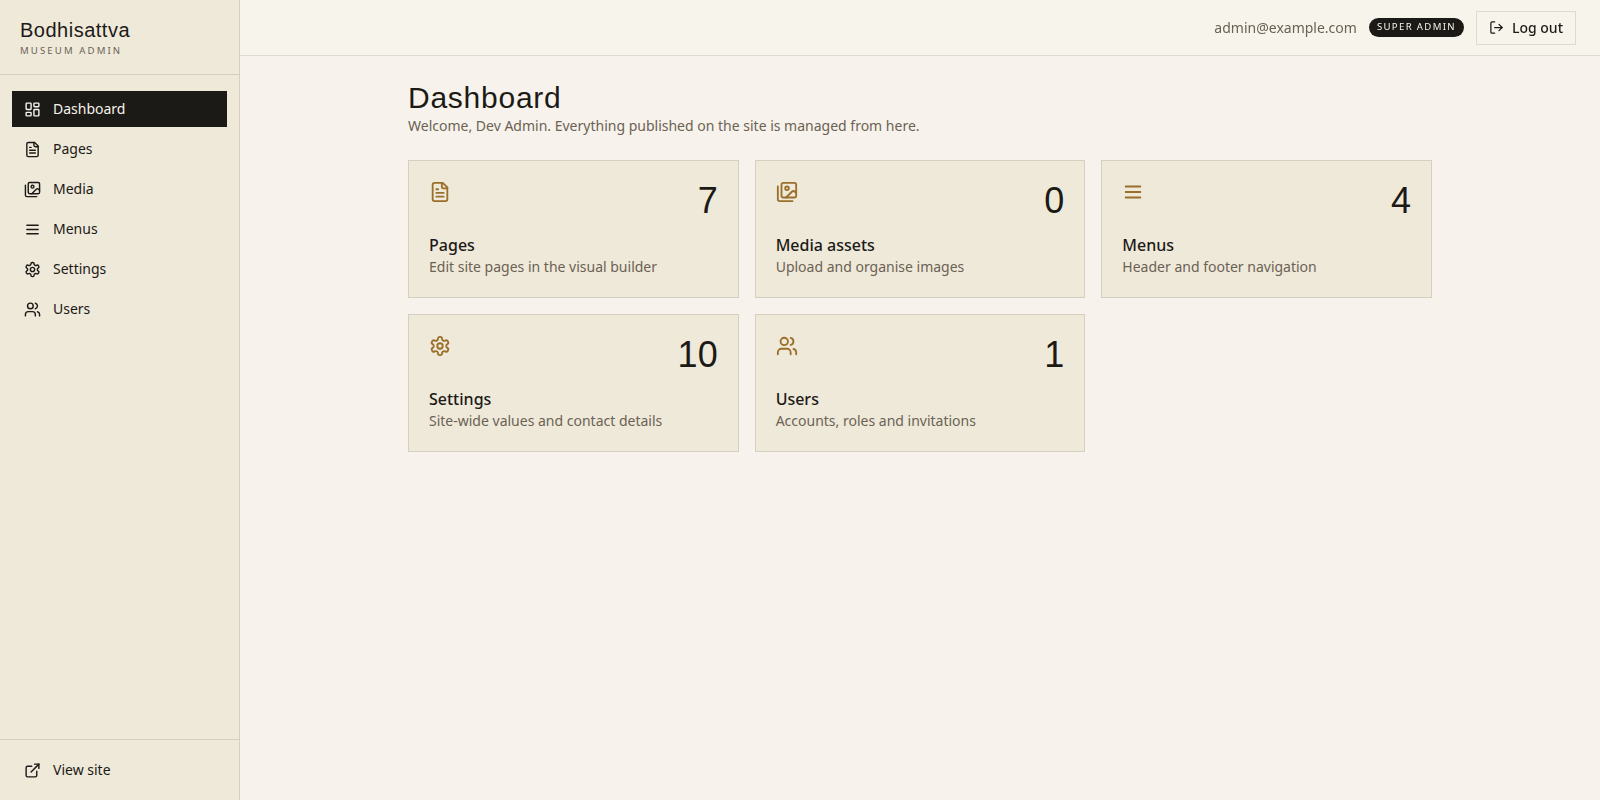 Bodhisattva
MUSEUM ADMIN
Dashboard
Pages
Media
Menus
Settings
Users
View site
admin@example.com
SUPER ADMIN
Log out
Dashboard
Welcome, Dev Admin. Everything published on the site is managed from here.
7
Pages
Edit site pages in the visual builder
0
Media assets
Upload and organise images
4
Menus
Header and footer navigation
10
Settings
Site-wide values and contact details
1
Users
Accounts, roles and invitations